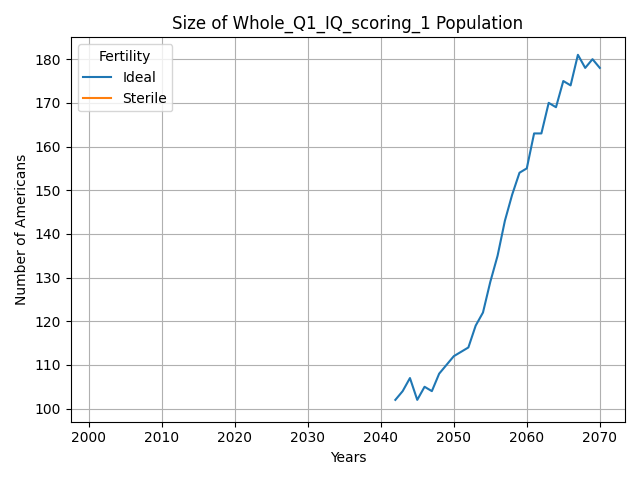 Size of Whole_Q1_IQ_scoring_1 Population
Fertility
Ideal
Sterile
Number of Americans
180
170
160
150
140
130
120
110
100
2000 2010 2020 2030 2040 2050 2060 2070
Years